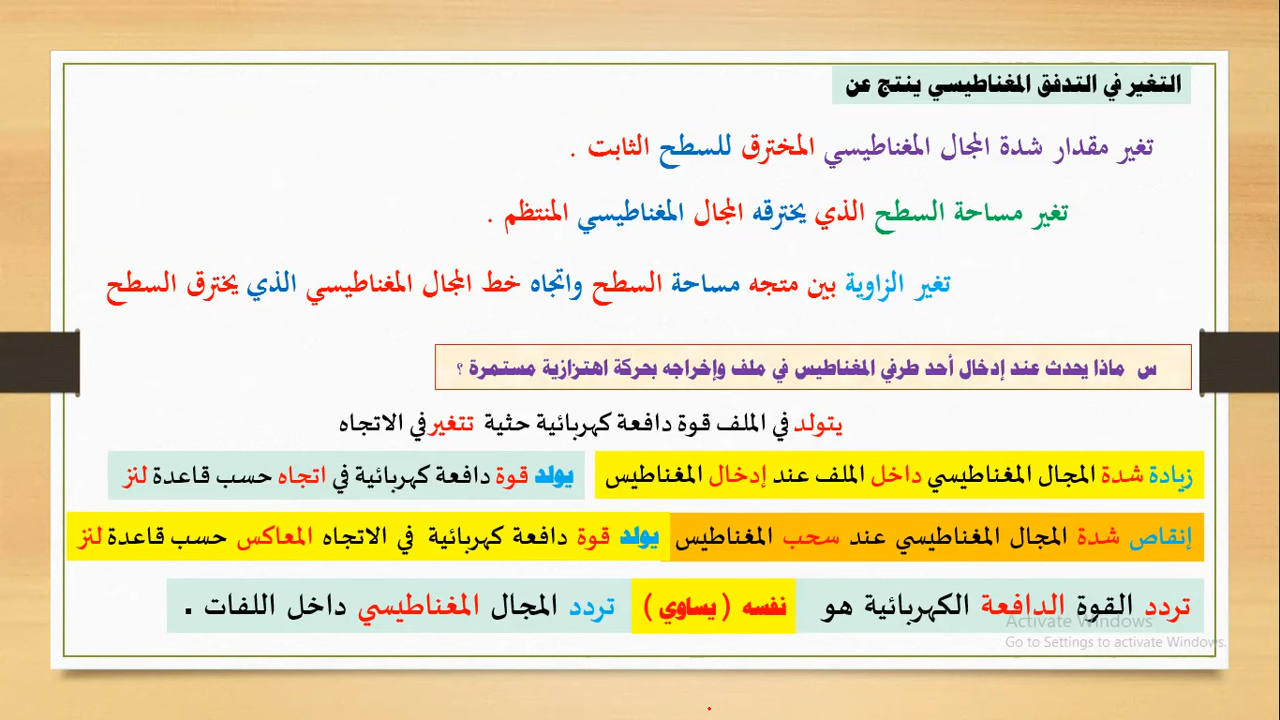 التغير في التدفق المغناطيسي ينتج عن
تغير مقدار شدة المجال المغناطيسي المخترق للسطح الثابت .
تغير مساحة السطح الذي يخترقه المجال المغناطيسي المنتظم .
تغير الزاوية بين متجه مساحة السطح واتجاه خط المجال المغناطيسي الذي يخترق السطح
س ماذا يحدث عند إدخال أحد طرفي المغناطيس في ملف وإخراجه بحركة اهتزازية مستمرة ؟
يتولد في الملف قوة دافعة كهربائية حثية تتغير في الاتجاه
زيادة شدة المجال المغناطيسي داخل الملف عند إدخال المغناطيس يولد قوة دافعة كهربائية في اتجاه حسب قاعدة لنز
إنقاص شدة المجال المغناطيسي عند سحب المغناطيس يولد قوة دافعة كهربائية في الاتجاه المعاكس حسب قاعدة لنز
تردد القوة الدافعة الكهربائية هو نفسه ( يساوي ) تردد المجال المغناطيسي داخل اللفات .
Activate Windows
Go to Settings to activate Windows.